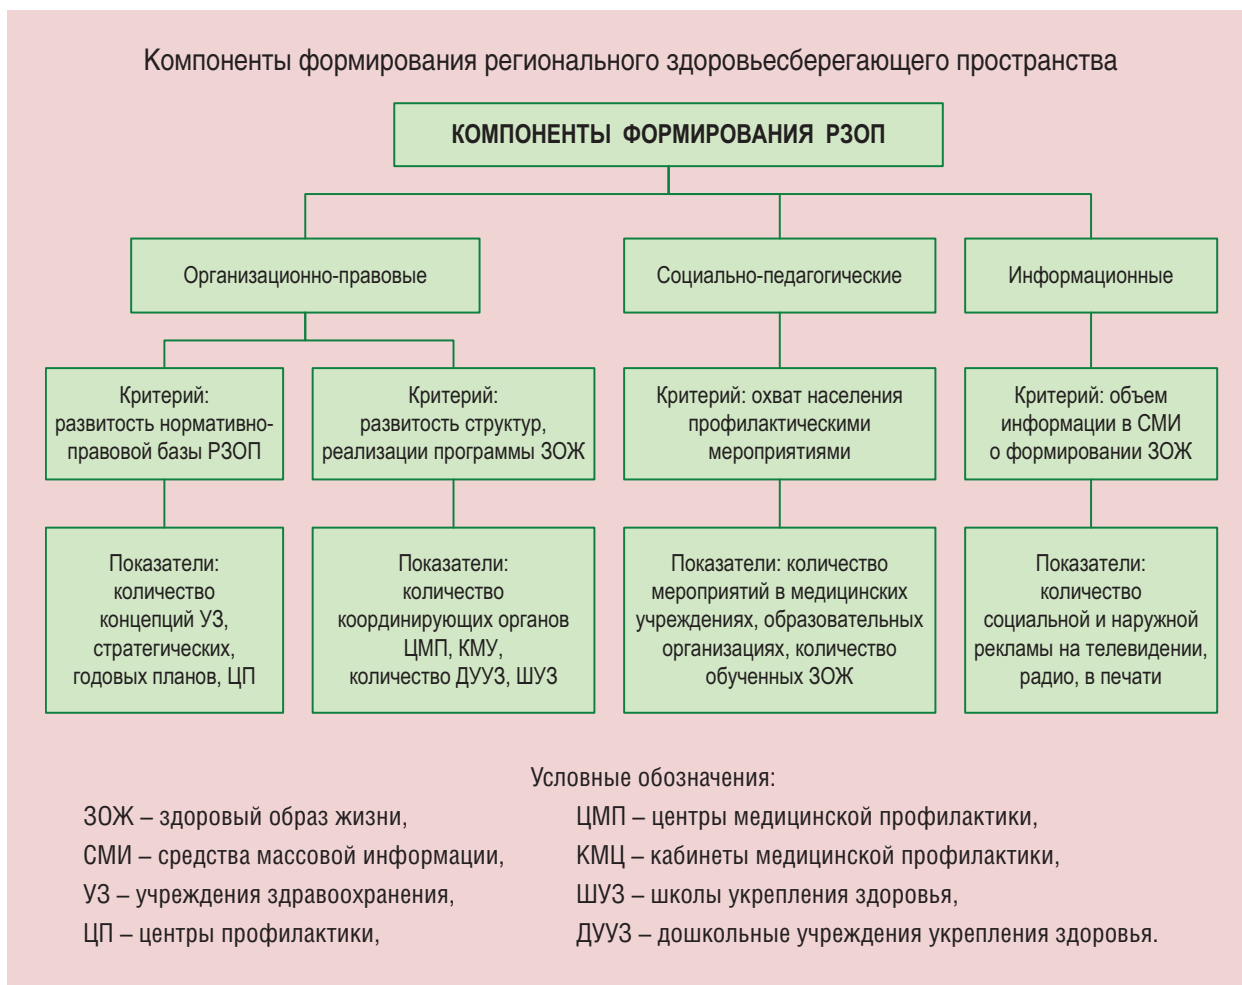 Компоненты формирования регионального здоровьесберегающего пространства
КОМПОНЕНТЫ ФОРМИРОВАНИЯ РЗОП
Организационно-правовые
Социально-педагогические
Информационные
Критерий:
развитость нормативно-
правовой базы РЗОП
Критерий:
развитость структур,
реализации программы ЗОЖ
Критерий: охват населения
профилактическими
мероприятиями
Критерий: объем
информации в СМИ
о формировании ЗОЖ
Показатели:
количество
концепций УЗ,
стратегических,
годовых планов, ЦП
Показатели:
количество
координирующих органов
ЦМП, КМУ,
количество ДУУЗ, ШУЗ
Показатели: количество
мероприятий в медицинских
учреждениях, образовательных
организациях, количество
обученных ЗОЖ
Показатели:
количество
социальной и наружной
рекламы на телевидении,
радио, в печати
Условные обозначения:
ЗОЖ – здоровый образ жизни,
СМИ – средства массовой информации,
УЗ – учреждения здравоохранения,
ЦП – центры профилактики,
ЦМП – центры медицинской профилактики,
КМЦ – кабинеты медицинской профилактики,
ШУЗ – школы укрепления здоровья,
ДУУЗ – дошкольные учреждения укрепления здоровья.